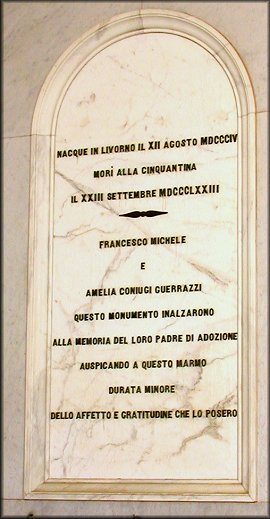 NACQUE IN LIVORNO IL XII AGOSTO MDCCCIV
MORÌ ALLA CINQUANTINA
IL XXIII SETTEMBRE MDCCCLXXIII
FRANCESCO MICHELE
E
AMELIA CONIUGI GUERRAZZI
QUESTO MONUMENTO INALZARONO
ALLA MEMORIA DEL LORO PADRE DI ADOZIONE
AUSPICANDO A QUESTO MARMO
DURATA MINORE
DELLO AFFETTO E GRATITUDINE CHE LO POSERO